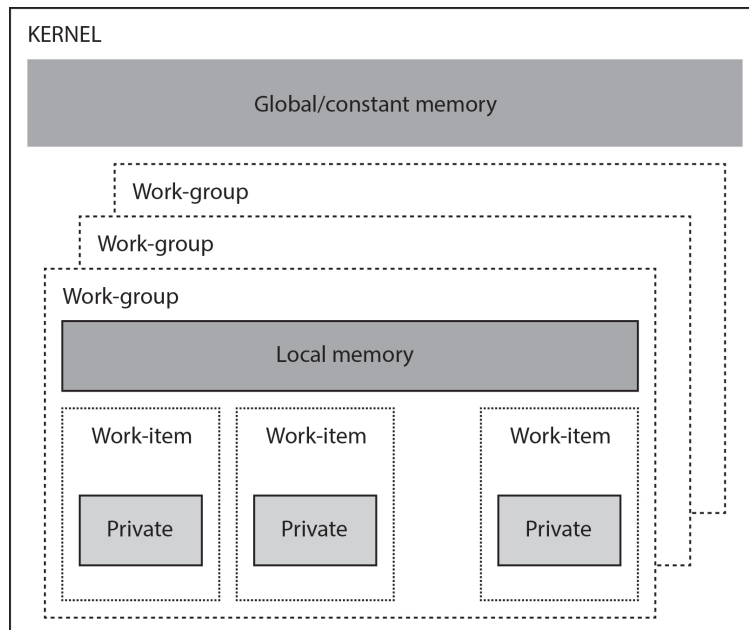 KERNEL
Global/constant memory
Work-group
Work-group
Work-group
Local memory
Work-item Work-item Work-item
Private Private Private